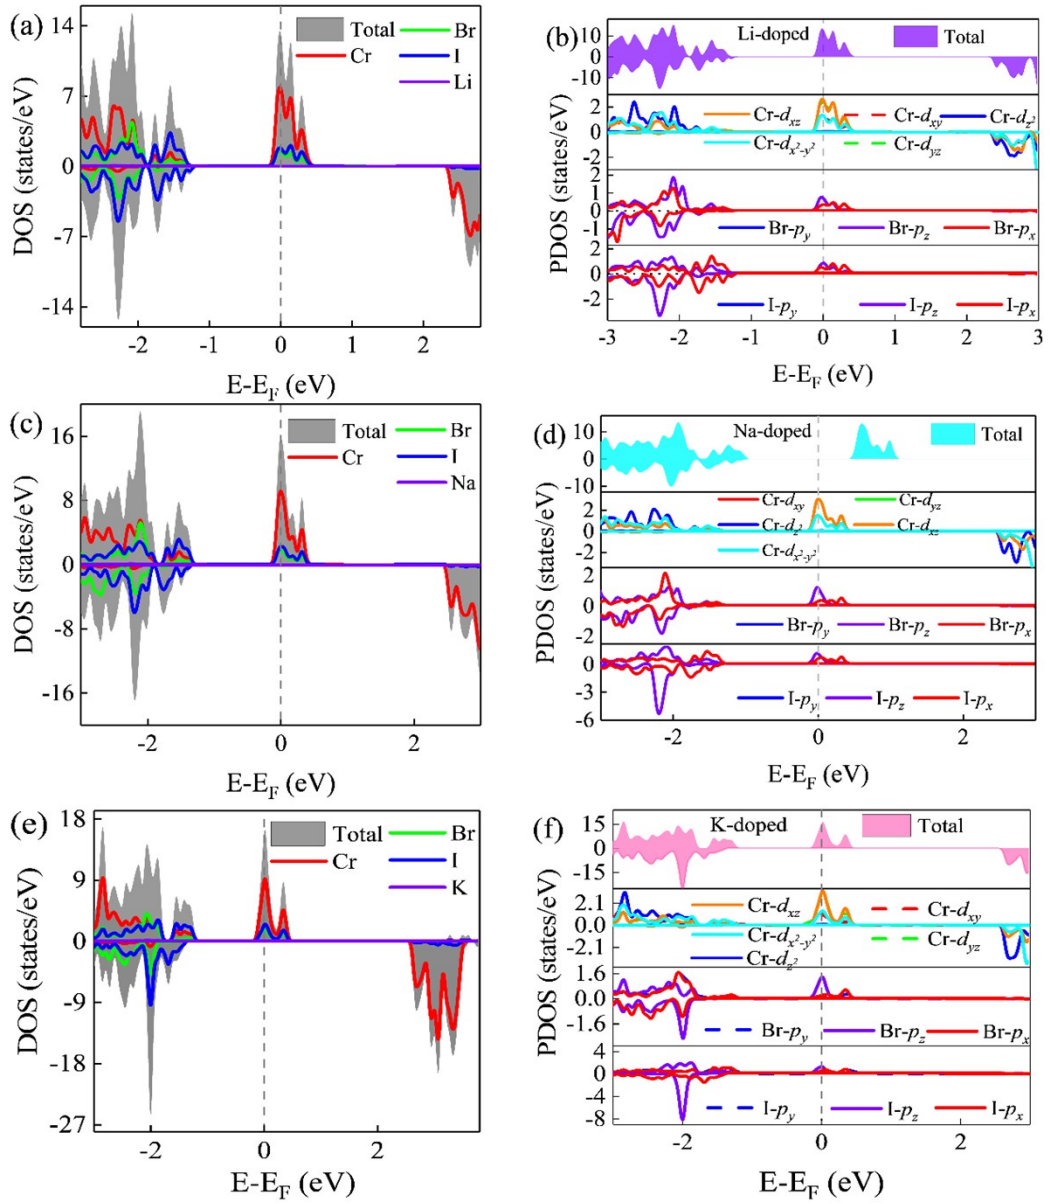 (a)
Total
Br
Cr
I
Li
14
7
0
-7
-14
DOS (states/eV)
-2
-1
0
1
2
E-E_F (eV)
(b)
Li-doped
Total
10
0
-10
Cr-d_xz
Cr-d_xy
Cr-d_z²
Cr-d_x²-y²
Cr-d_yz
2
0
-2
2
1
0
-1
Br-p_y
Br-p_z
Br-p_x
2
0
-2
I-p_y
I-p_z
I-p_x
PDOS (states/eV)
-3
-2
-1
0
1
2
3
E-E_F (eV)
(c)
Total
Br
Cr
I
Na
16
8
0
-8
-16
DOS (states/eV)
-2
0
2
E-E_F (eV)
(d)
Na-doped
Total
10
0
-10
Cr-d_xy
Cr-d_yz
Cr-d_z²
Cr-d_xz
Cr-d_x²-y²
2
0
-2
2
0
-2
Br-p_y
Br-p_z
Br-p_x
0
-3
-6
I-p_y
I-p_z
I-p_x
PDOS (states/eV)
-2
0
2
E-E_F (eV)
(e)
Total
Br
Cr
I
K
18
9
0
-9
-18
-27
DOS (states/eV)
-2
0
2
E-E_F (eV)
(f)
K-doped
Total
15
0
-15
Cr-d_xz
Cr-d_xy
Cr-d_x²-y²
Cr-d_yz
Cr-d_z²
2.1
0.0
-2.1
1.6
0.0
-1.6
Br-p_y
Br-p_z
Br-p_x
4
0
-4
-8
I-p_y
I-p_z
I-p_x
PDOS (states/eV)
-2
0
2
E-E_F (eV)